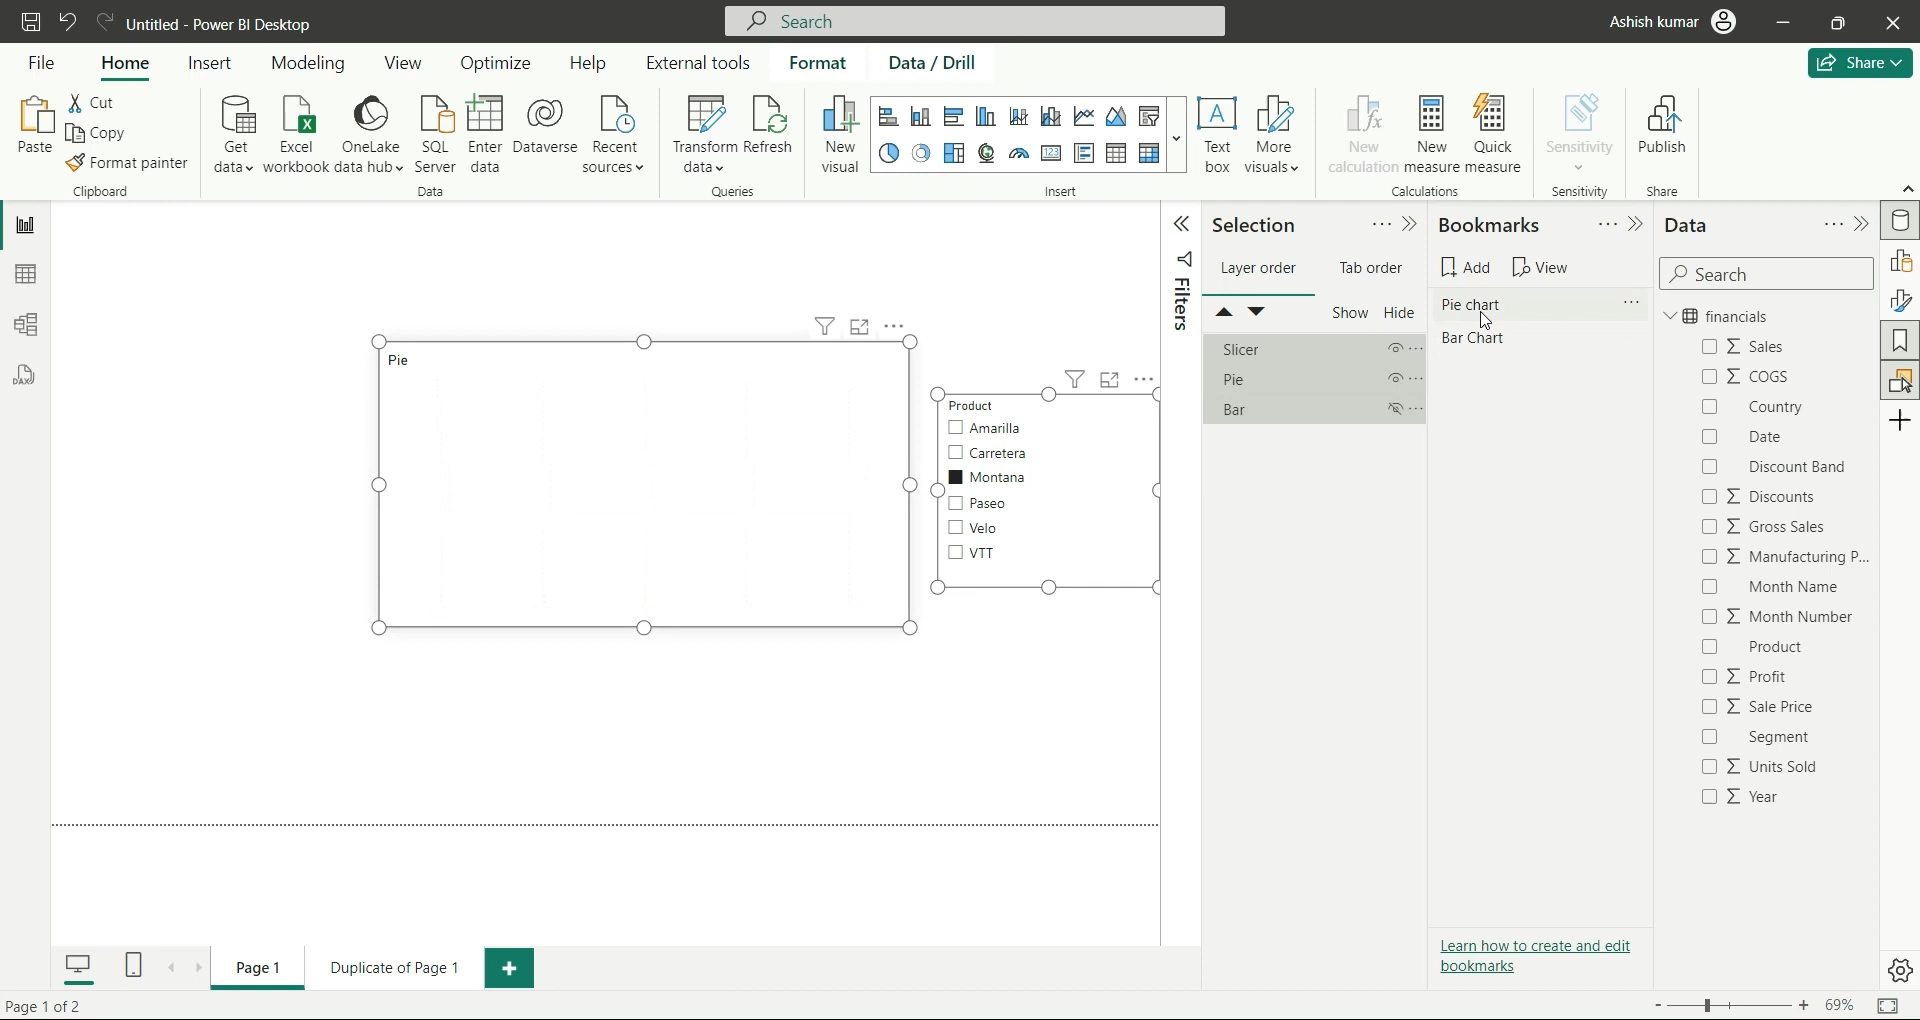 Untitled - Power BI Desktop
Search
Ashish kumar
File Home Insert Modeling View Optimize Help External tools Format Data / Drill
Share
Paste
Cut
Copy
Format painter
Clipboard
Get data
Excel workbook
OneLake data hub
SQL Server
Enter data
Dataverse
Recent sources
Data
Transform data
Refresh
Queries
New visual
Insert
123
A
Text box
More visuals
New calculation
New measure
Quick measure
Calculations
Sensitivity
Sensitivity
Publish
Share
DAX
Pie
Product
Amarilla
Carretera
Montana
Paseo
Velo
VTT
Filters
Selection
Layer order Tab order
Show Hide
Slicer
Pie
Bar
Bookmarks
Add View
Pie chart
Bar Chart
Learn how to create and edit
bookmarks
Data
Search
financials
Σ Sales
Σ COGS
Country
Date
Discount Band
Σ Discounts
Σ Gross Sales
Σ Manufacturing P...
Month Name
Σ Month Number
Product
Σ Profit
Σ Sale Price
Segment
Σ Units Sold
Σ Year
Page 1 Duplicate of Page 1 +
Page 1 of 2
- + 69%